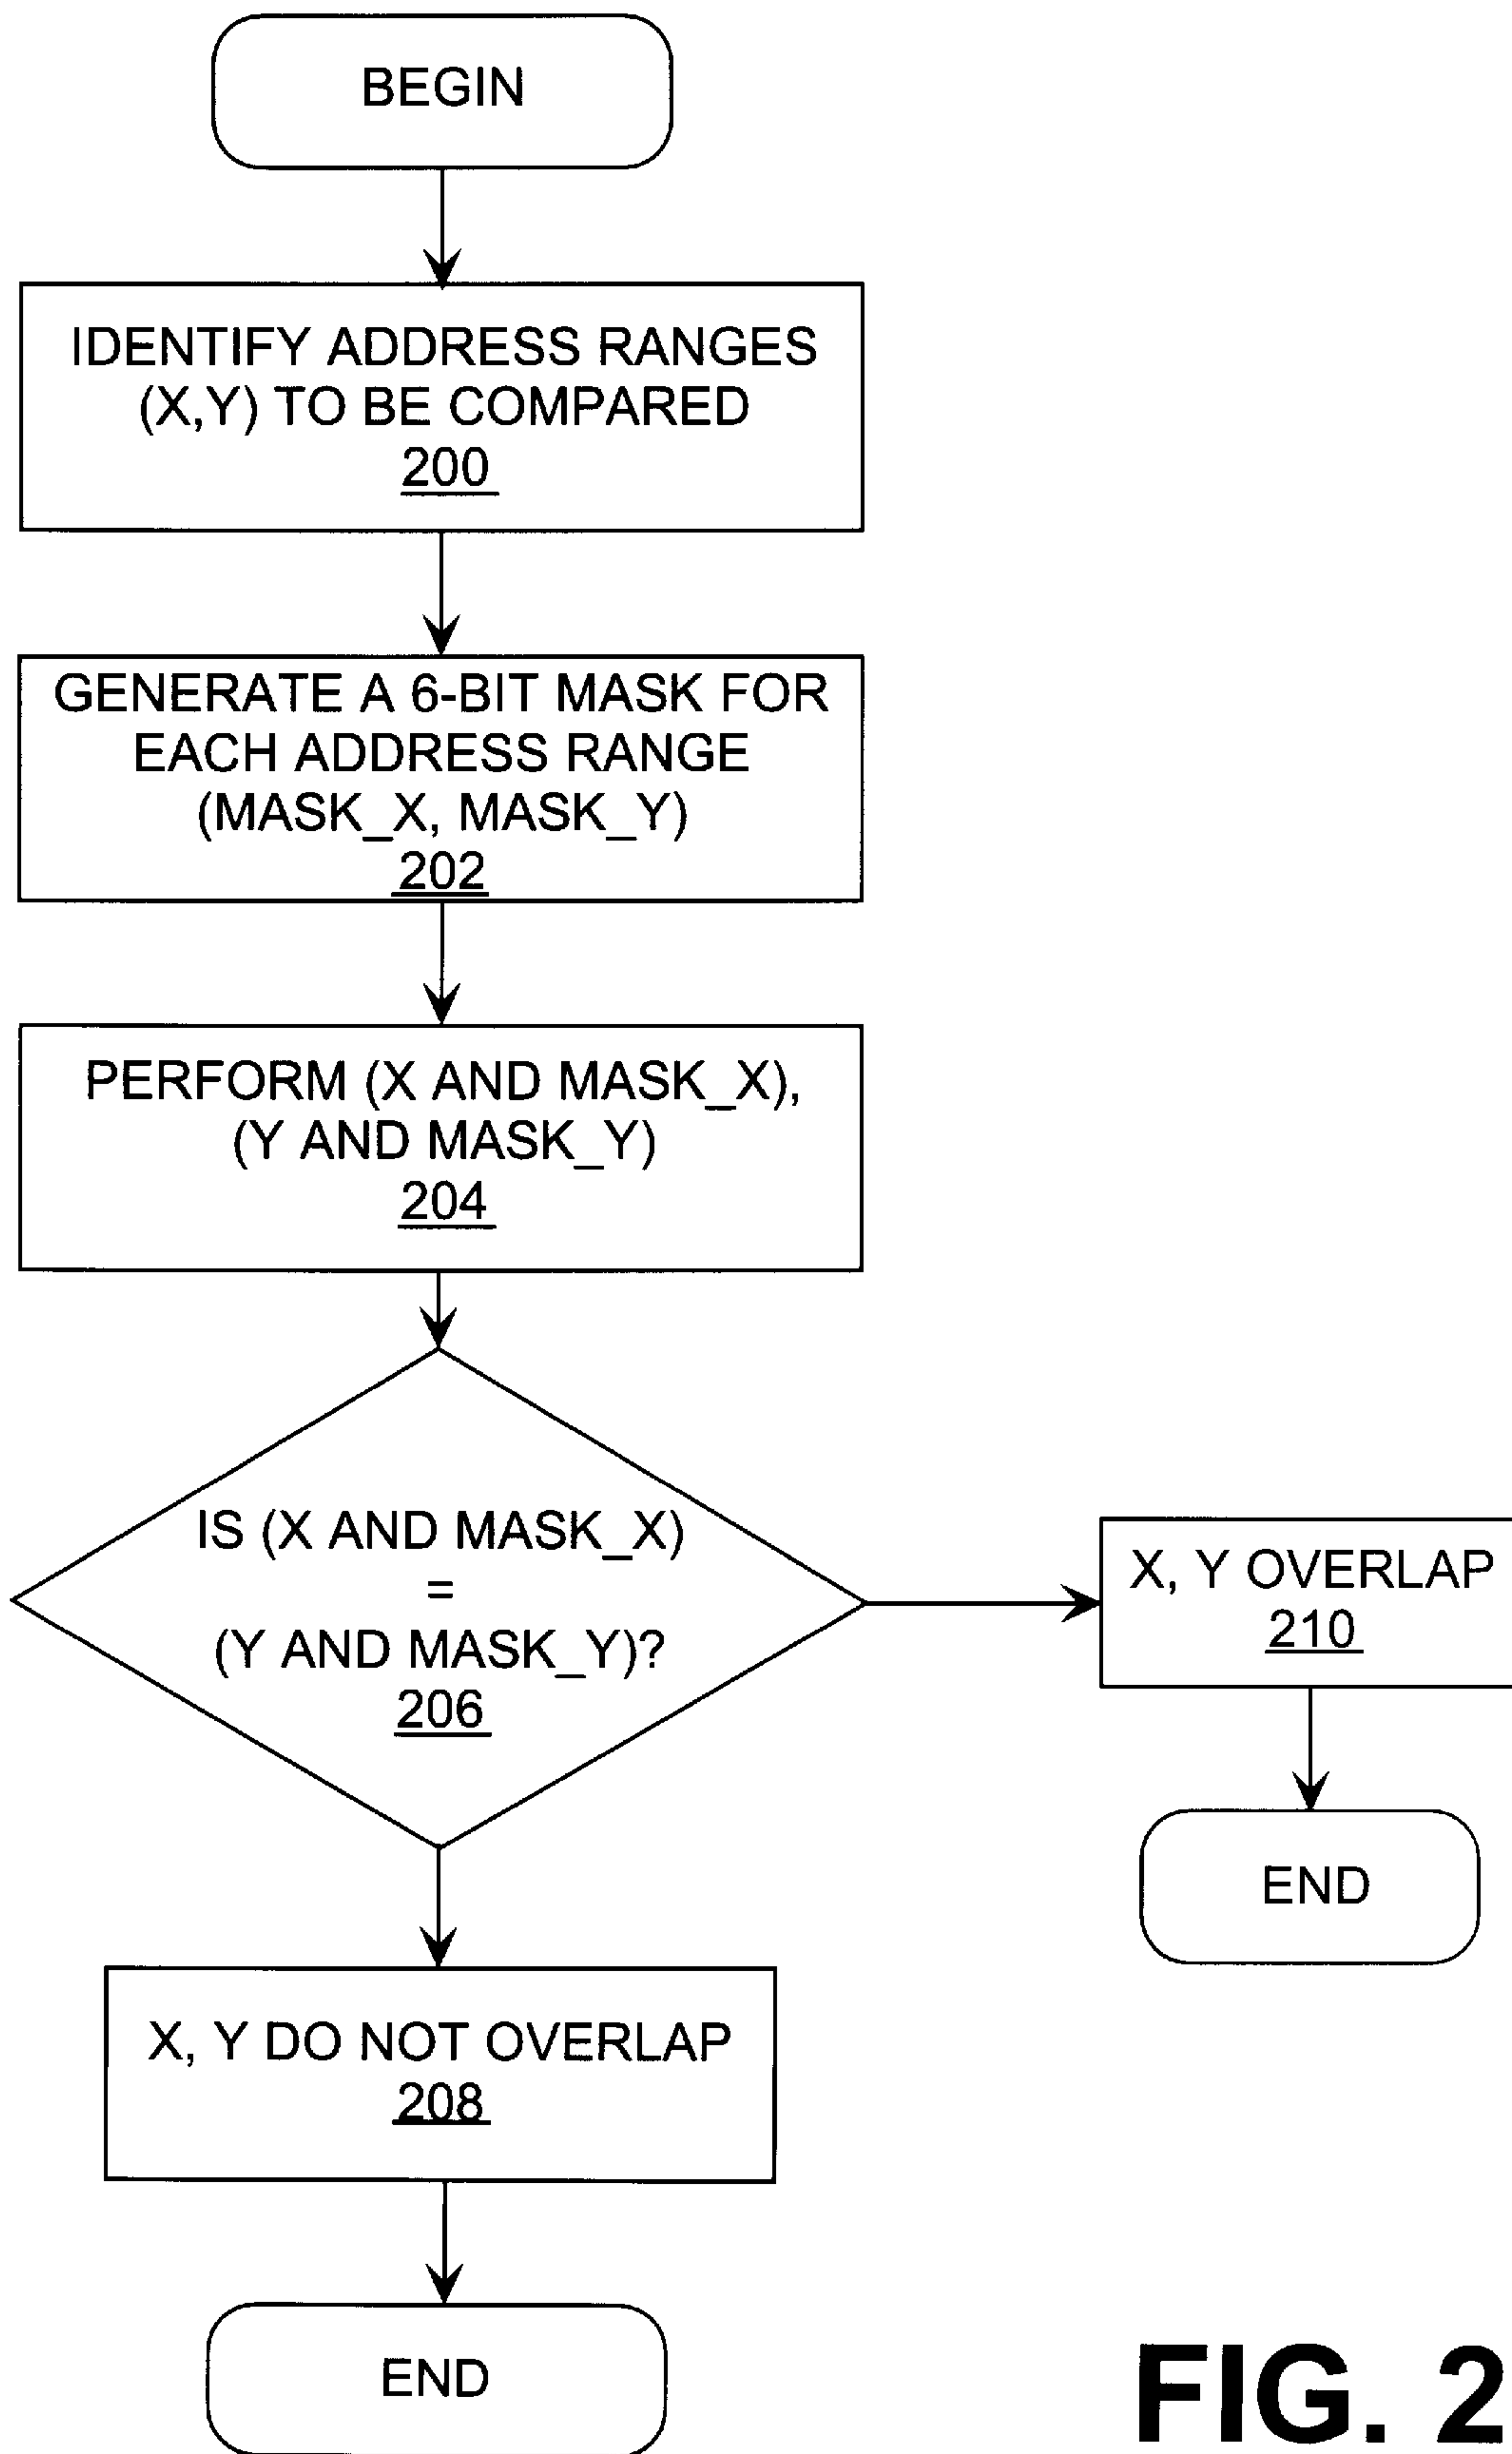 BEGIN
IDENTIFY ADDRESS RANGES
(X,Y) TO BE COMPARED
200
GENERATE A 6-BIT MASK FOR
EACH ADDRESS RANGE
(MASK_X, MASK_Y)
202
PERFORM (X AND MASK_X),
(Y AND MASK_Y)
204
IS (X AND MASK_X)
=
(Y AND MASK_Y)?
206
X, Y OVERLAP
210
END
X, Y DO NOT OVERLAP
208
END
FIG. 2